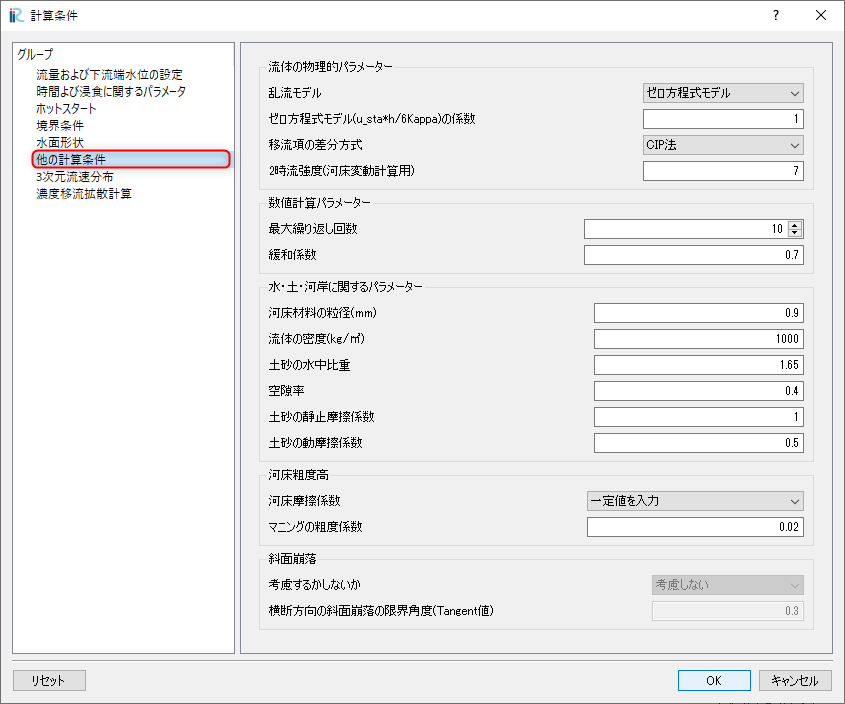 計算条件
グループ
流量および下流端水位の設定
時間よび浸食に関するパラメータ
ホットスタート
境界条件
水面形状
他の計算条件
3次元流速分布
濃度移流拡散計算
流体の物理的パラメーター
乱流モデル ゼロ方程式モデル
ゼロ方程式モデル(u_sta*h/6Kappa)の係数 1
移流項の差分方式 CIP法
2時流強度(河床変動計算用) 7
数値計算パラメーター
最大繰り返し回数 10
緩和係数 0.7
水・土・河岸に関するパラメーター
河床材料の粒径(mm) 0.9
流体の密度(kg/㎥) 1000
土砂の水中比重 1.65
空隙率 0.4
土砂の静止摩擦係数 1
土砂の動摩擦係数 0.5
河床粗度高
河床摩擦係数 一定値を入力
マニングの粗度係数 0.02
斜面崩落
考慮するかしないか 考慮しない
横断方向の斜面崩落の限界角度(Tangent値) 0.3
リセット OK キャンセル